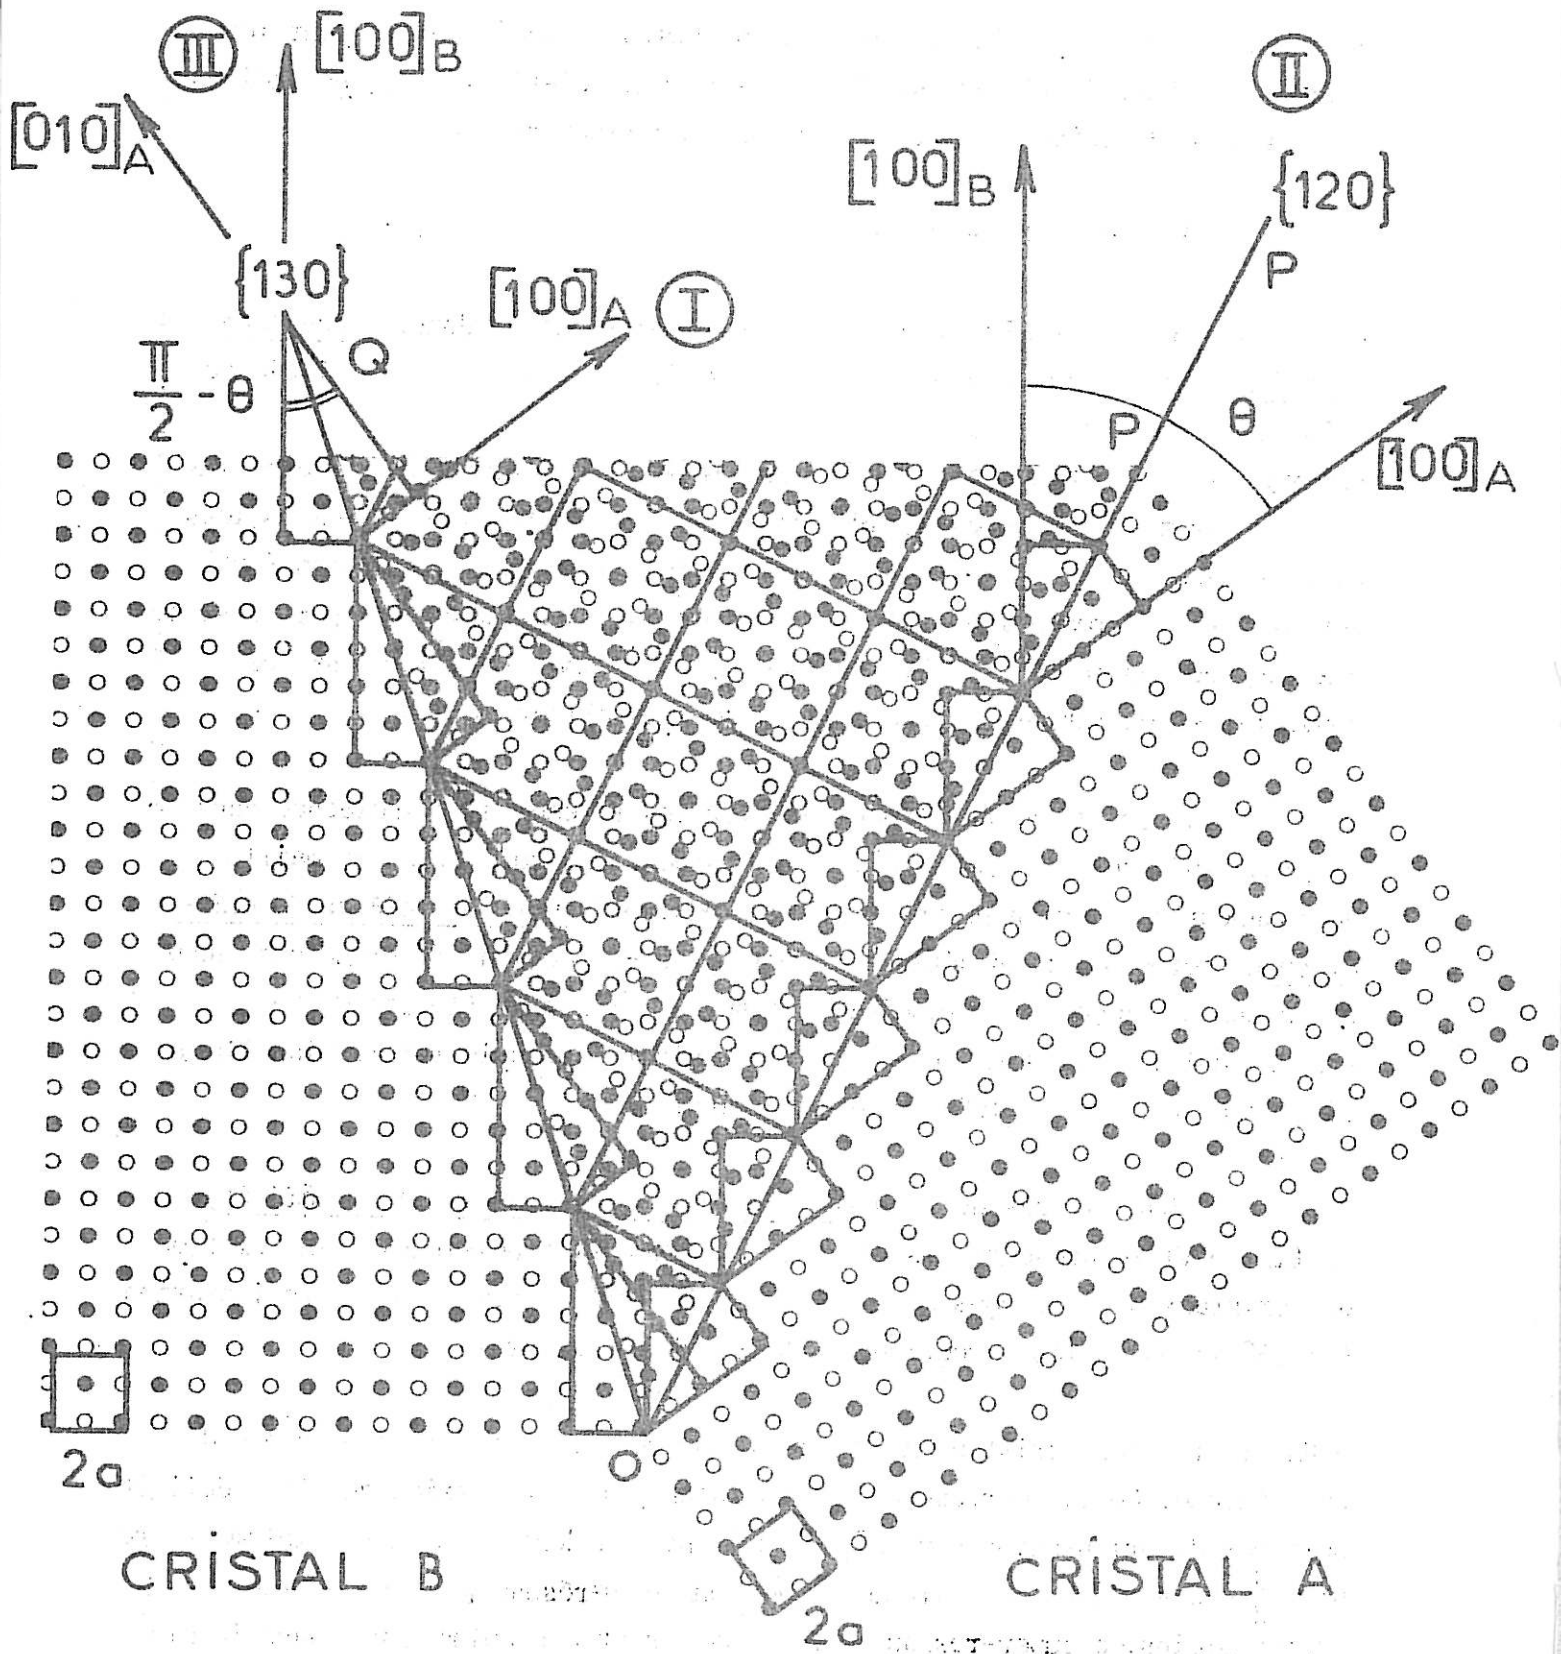 III
[100]B
II
[010]A
[100]B
{120}
{130}
P
[100]A
I
π/2 - θ
Q
P
θ
[100]A
2a
O
CRISTAL B
CRISTAL A
2a